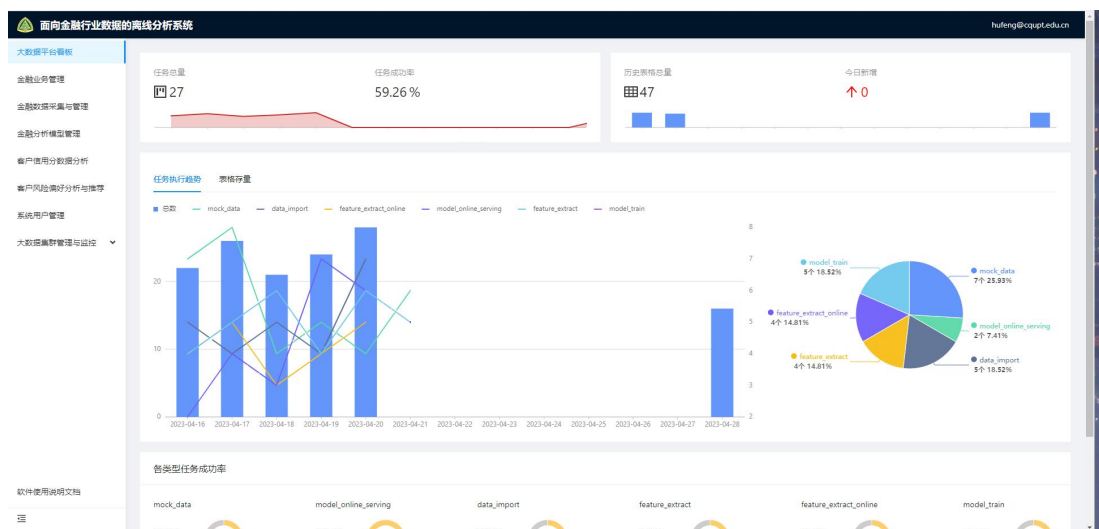 面向金融行业数据的离线分析系统
hufeng@cqupt.edu.cn
大数据平台看板
金融业务管理
金融数据采集与管理
金融分析模型管理
客户信用分数据分析
客户风险偏好分析与推荐
系统用户管理
大数据集群管理与监控
软件使用说明文档
任务总量
27
任务成功率
59.26 %
历史表格总量
47
今日新增
0
任务执行趋势 表格存量
总数 mock_data data_import feature_extract_online model_online_serving feature_extract model_train
20
10
0
8
7
6
5
4
3
2
2023-04-16 2023-04-17 2023-04-18 2023-04-19 2023-04-20 2023-04-21 2023-04-22 2023-04-23 2023-04-24 2023-04-25 2023-04-26 2023-04-27 2023-04-28
model_train
5个 18.52%
mock_data
7个 25.93%
feature_extract_online
4个 14.81%
model_online_serving
2个 7.41%
feature_extract
4个 14.81%
data_import
5个 18.52%
各类型任务成功率
mock_data model_online_serving data_import feature_extract feature_extract_online model_train